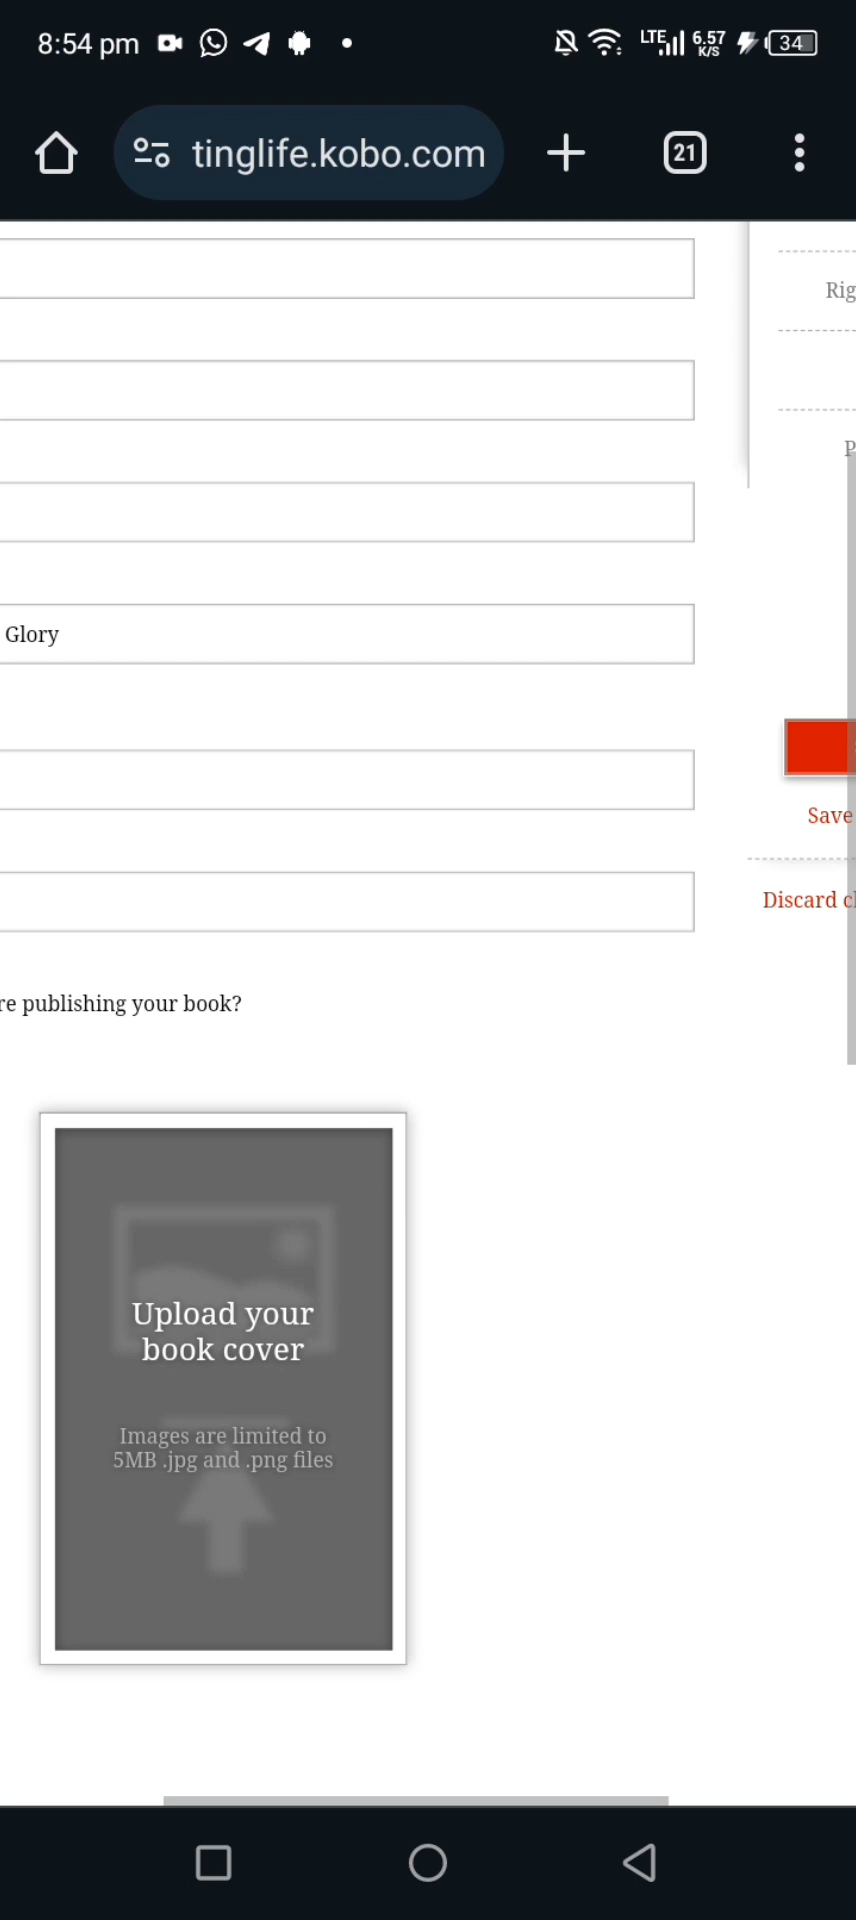 8:54 pm
LTE
6.57
K/S
34
tinglife.kobo.com
21
Rig
P
Glory
Save
Discard c
re publishing your book?
Upload your
book cover
Images are limited to
5MB .jpg and .png files